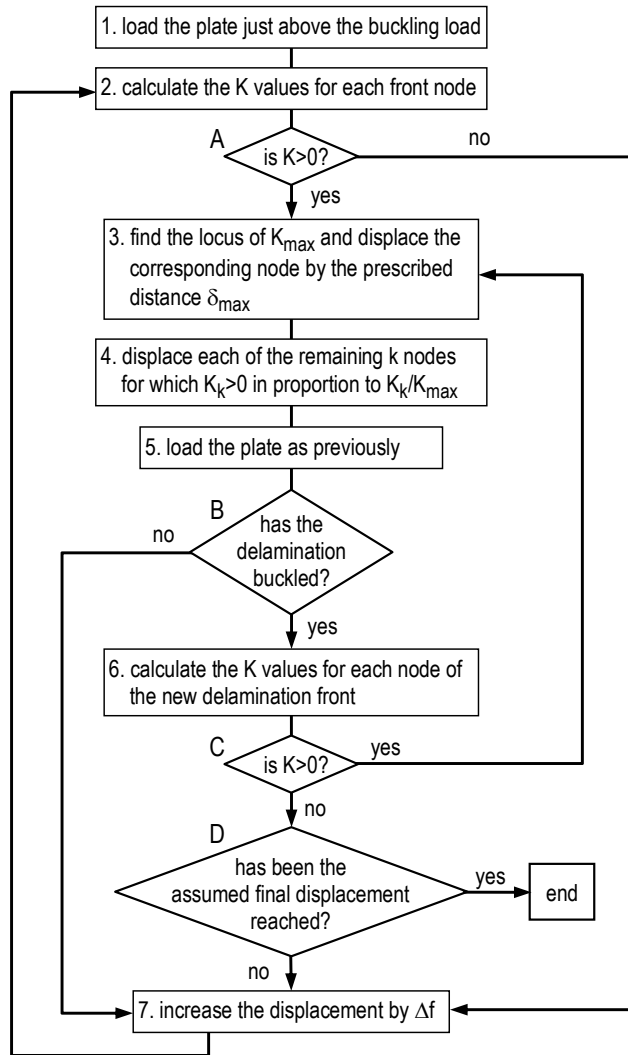 1. load the plate just above the buckling load
2. calculate the K values for each front node
A
no
is K>0?
yes
3. find the locus of Kmax and displace the
corresponding node by the prescribed
distance δmax
4. displace each of the remaining k nodes
for which Kk>0 in proportion to Kk/Kmax
5. load the plate as previously
B
no
has the
delamination
buckled?
yes
6. calculate the K values for each node of
the new delamination front
C
yes
is K>0?
no
D
has been the
assumed final displacement
reached?
yes
end
no
7. increase the displacement by Δf